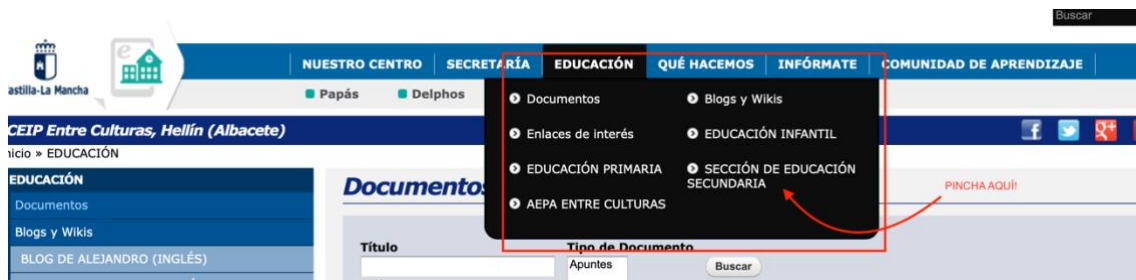 Buscar
astilla-La Mancha
NUESTRO CENTRO SECRETARÍA EDUCACIÓN QUÉ HACEMOS INFÓRMATE COMUNIDAD DE APRENDIZAJE
Papás Delphos
Documentos Blogs y Wikis
Enlaces de interés EDUCACIÓN INFANTIL
EDUCACIÓN PRIMARIA SECCIÓN DE EDUCACIÓN
SECUNDARIA
AEPA ENTRE CULTURAS
PINCHA AQUÍ!
CEIP Entre Culturas, Hellín (Albacete)
nicio » EDUCACIÓN
EDUCACIÓN
Documentos
Blogs y Wikis
BLOG DE ALEJANDRO (INGLÉS)
Documentos
Título Tipo de Documento
Apuntes
Buscar